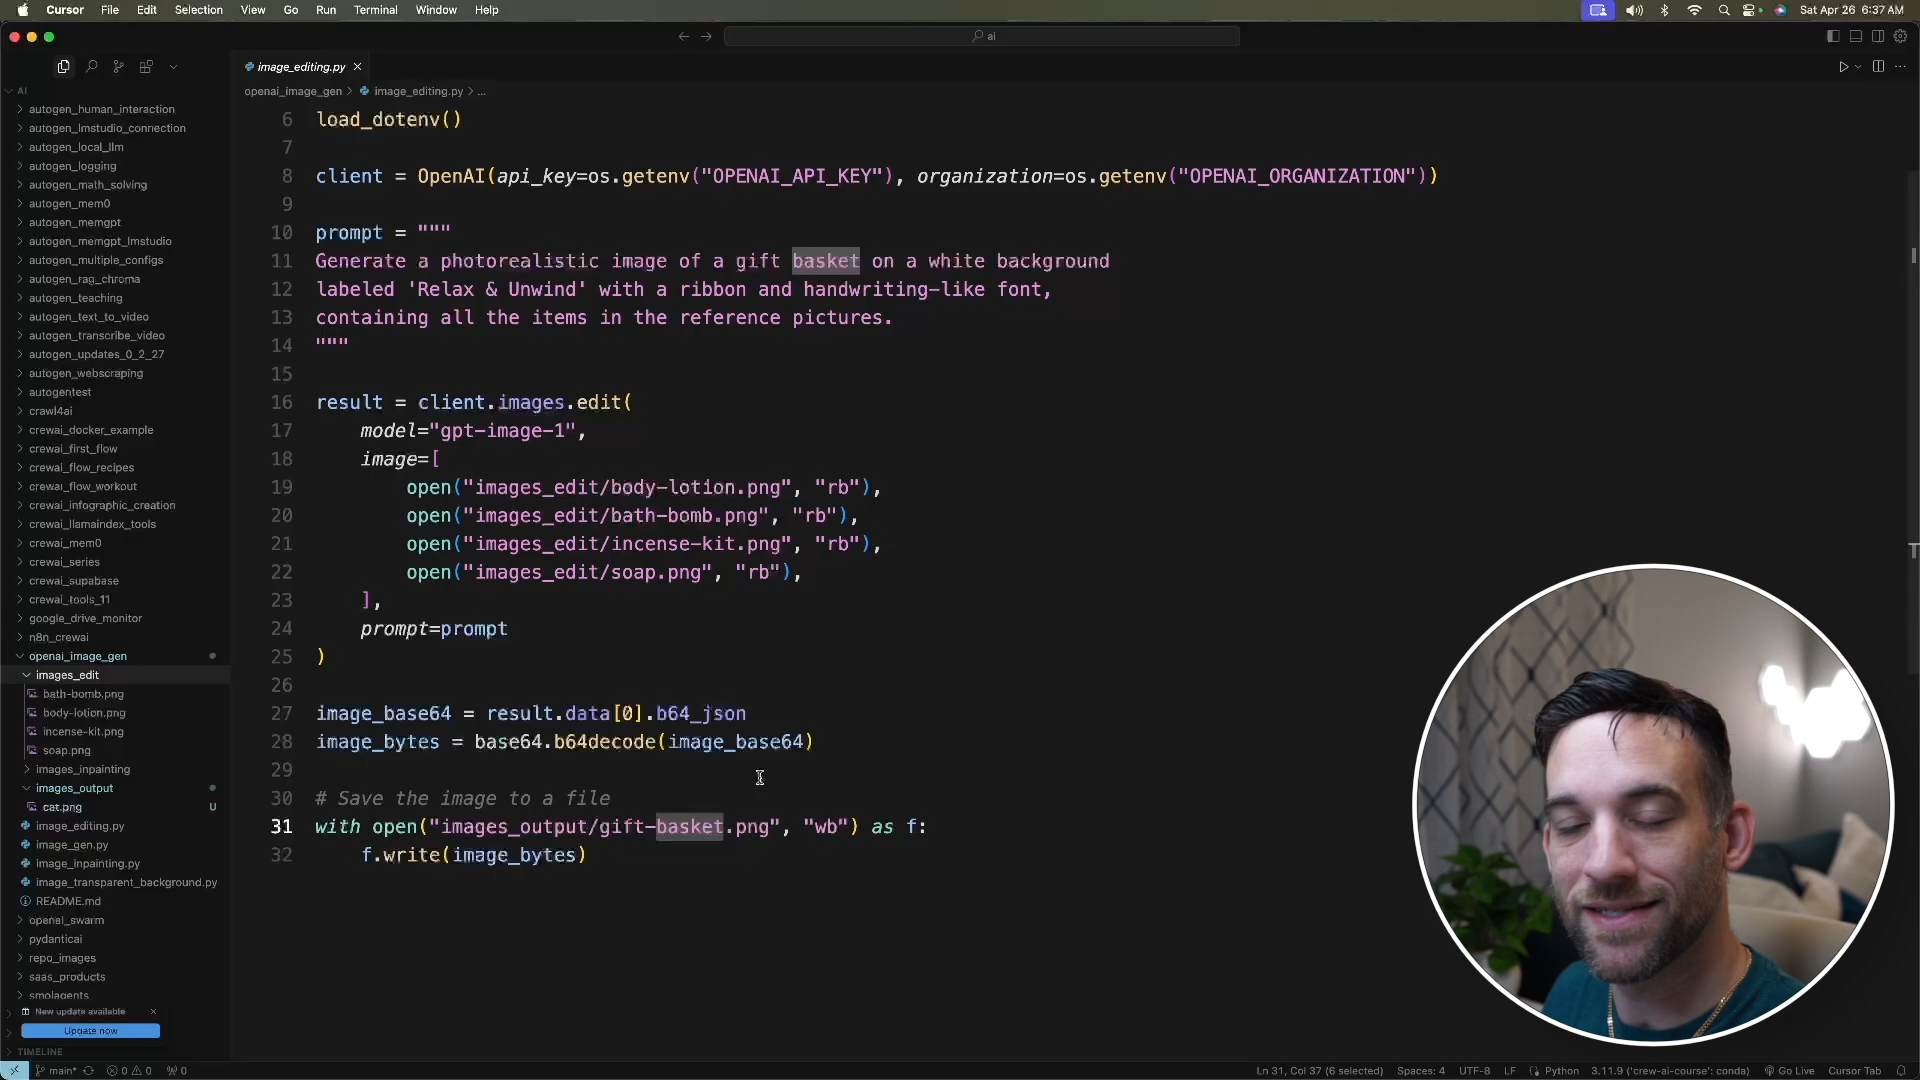 Cursor File Edit Selection View Go Run Terminal Window Help Sat Apr 26 6:37 AM
ai
image_editing.py
openai_image_gen > image_editing.py > ...
AI
autogen_human_interaction
autogen_lmstudio_connection
autogen_local_llm
autogen_logging
autogen_math_solving
autogen_mem0
autogen_memgpt
autogen_memgpt_lmstudio
autogen_multiple_configs
autogen_rag_chroma
autogen_teaching
autogen_text_to_video
autogen_transcribe_video
autogen_updates_0_2_27
autogen_webscraping
autogentest
crawl4ai
crewai_docker_example
crewai_first_flow
crewai_flow_recipes
crewai_flow_workout
crewai_infographic_creation
crewai_llamaindex_tools
crewai_mem0
crewai_series
crewai_supabase
crewai_tools_11
google_drive_monitor
n8n_crewai
openai_image_gen
images_edit
bath-bomb.png
body-lotion.png
incense-kit.png
soap.png
images_inpainting
images_output
cat.png U
image_editing.py
image_gen.py
image_inpainting.py
image_transparent_background.py
README.md
openai_swarm
pydanticai
repo_images
saas_products
smolagents
New update available
Update now
TIMELINE
6 load_dotenv()
7
8 client = OpenAI(api_key=os.getenv("OPENAI_API_KEY"), organization=os.getenv("OPENAI_ORGANIZATION"))
9
10 prompt = """
11 Generate a photorealistic image of a gift basket on a white background
12 labeled 'Relax & Unwind' with a ribbon and handwriting-like font,
13 containing all the items in the reference pictures.
14 """
15
16 result = client.images.edit(
17 model="gpt-image-1",
18 image=[
19 open("images_edit/body-lotion.png", "rb"),
20 open("images_edit/bath-bomb.png", "rb"),
21 open("images_edit/incense-kit.png", "rb"),
22 open("images_edit/soap.png", "rb"),
23 ],
24 prompt=prompt
25 )
26
27 image_base64 = result.data[0].b64_json
28 image_bytes = base64.b64decode(image_base64)
29
30 # Save the image to a file
31 with open("images_output/gift-basket.png", "wb") as f:
32 f.write(image_bytes)
main* 0 0 0 Ln 31, Col 37 (6 selected) Spaces: 4 UTF-8 LF Python 3.11.9 ('crew-ai-course': conda) Go Live Cursor Tab